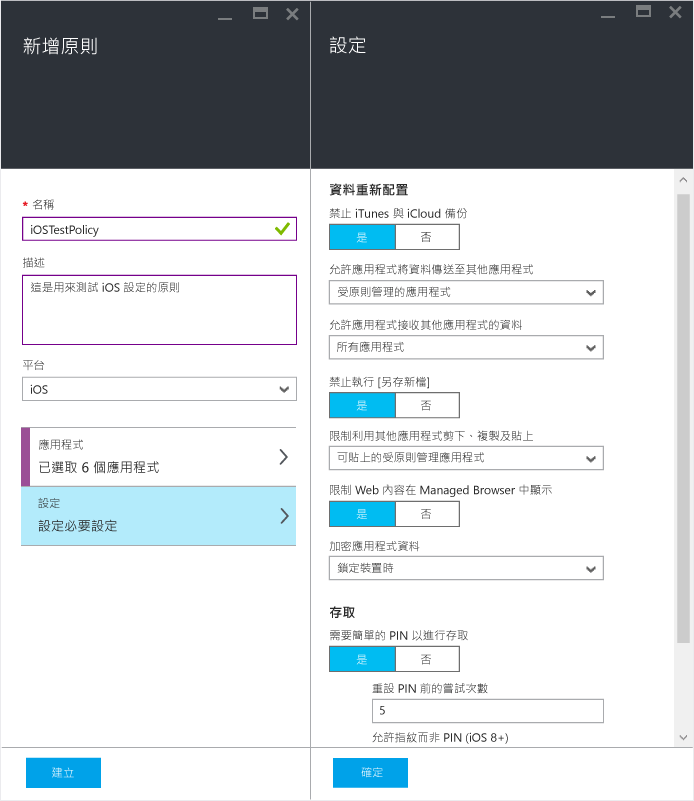 新增原則
* 名稱
iOSTestPolicy
描述
這是用來測試 iOS 設定的原則
平台
iOS
應用程式
已選取 6 個應用程式
設定
設定必要設定
建立
設定
資料重新配置
禁止 iTunes 與 iCloud 備份
是 否
允許應用程式將資料傳送至其他應用程式
受原則管理的應用程式
允許應用程式接收其他應用程式的資料
所有應用程式
禁止執行 [另存新檔]
是 否
限制利用其他應用程式剪下、複製及貼上
可貼上的受原則管理應用程式
限制 Web 內容在 Managed Browser 中顯示
是 否
加密應用程式資料
鎖定裝置時
存取
需要簡單的 PIN 以進行存取
是 否
重設 PIN 前的嘗試次數
5
允許指紋而非 PIN (iOS 8+)
確定